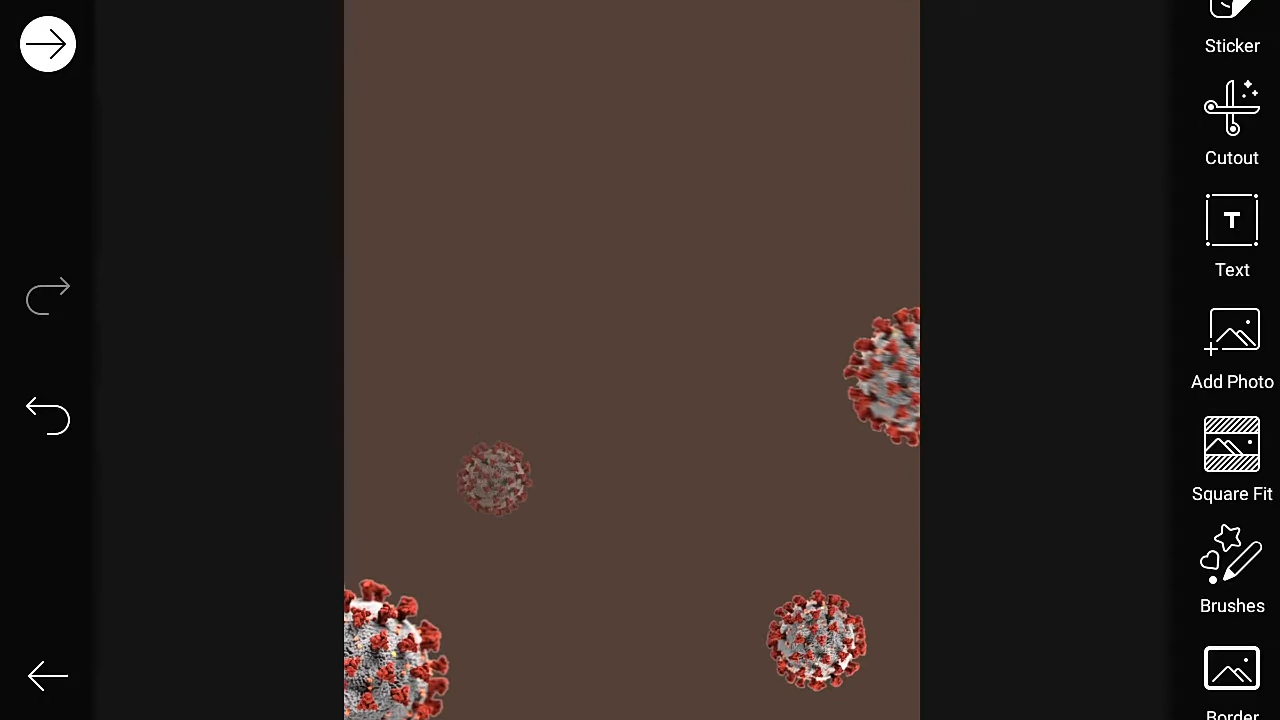 Sticker
Cutout
T
Text
Add Photo
Square Fit
Brushes
Border